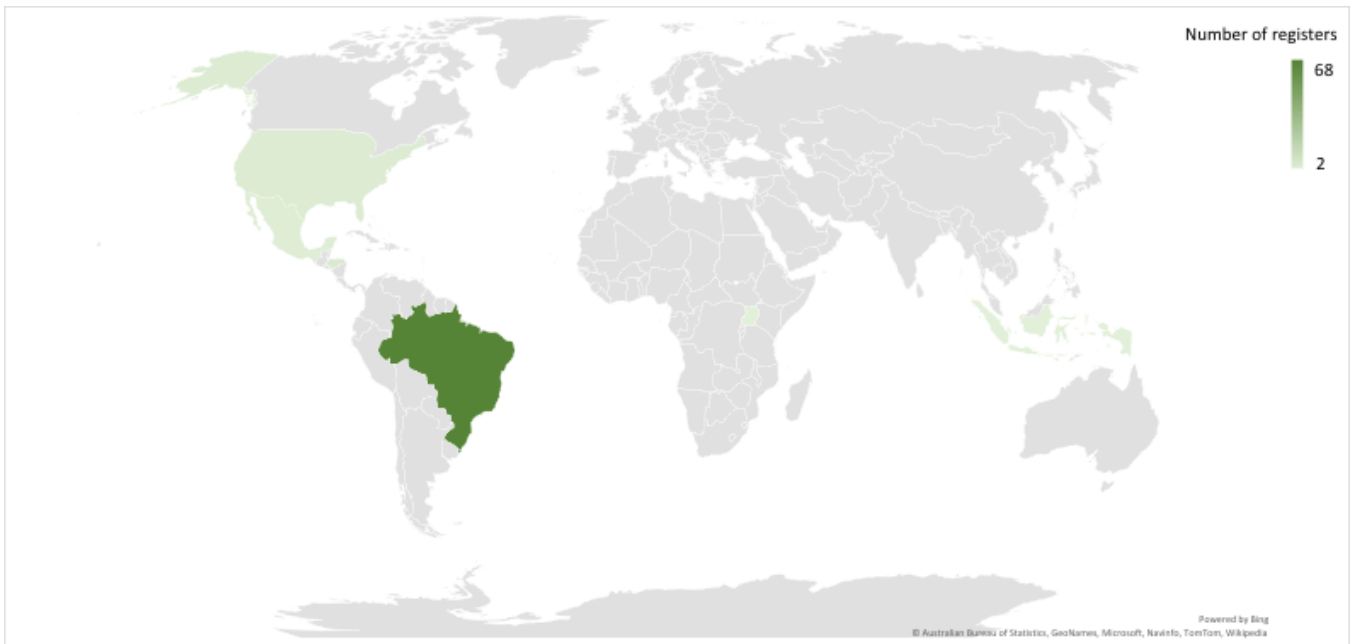 Number of registers
68
2
Powered by Bing
© Australian Bureau of Statistics, GeoNames, Microsoft, Navinfo, TomTom, Wikipedia